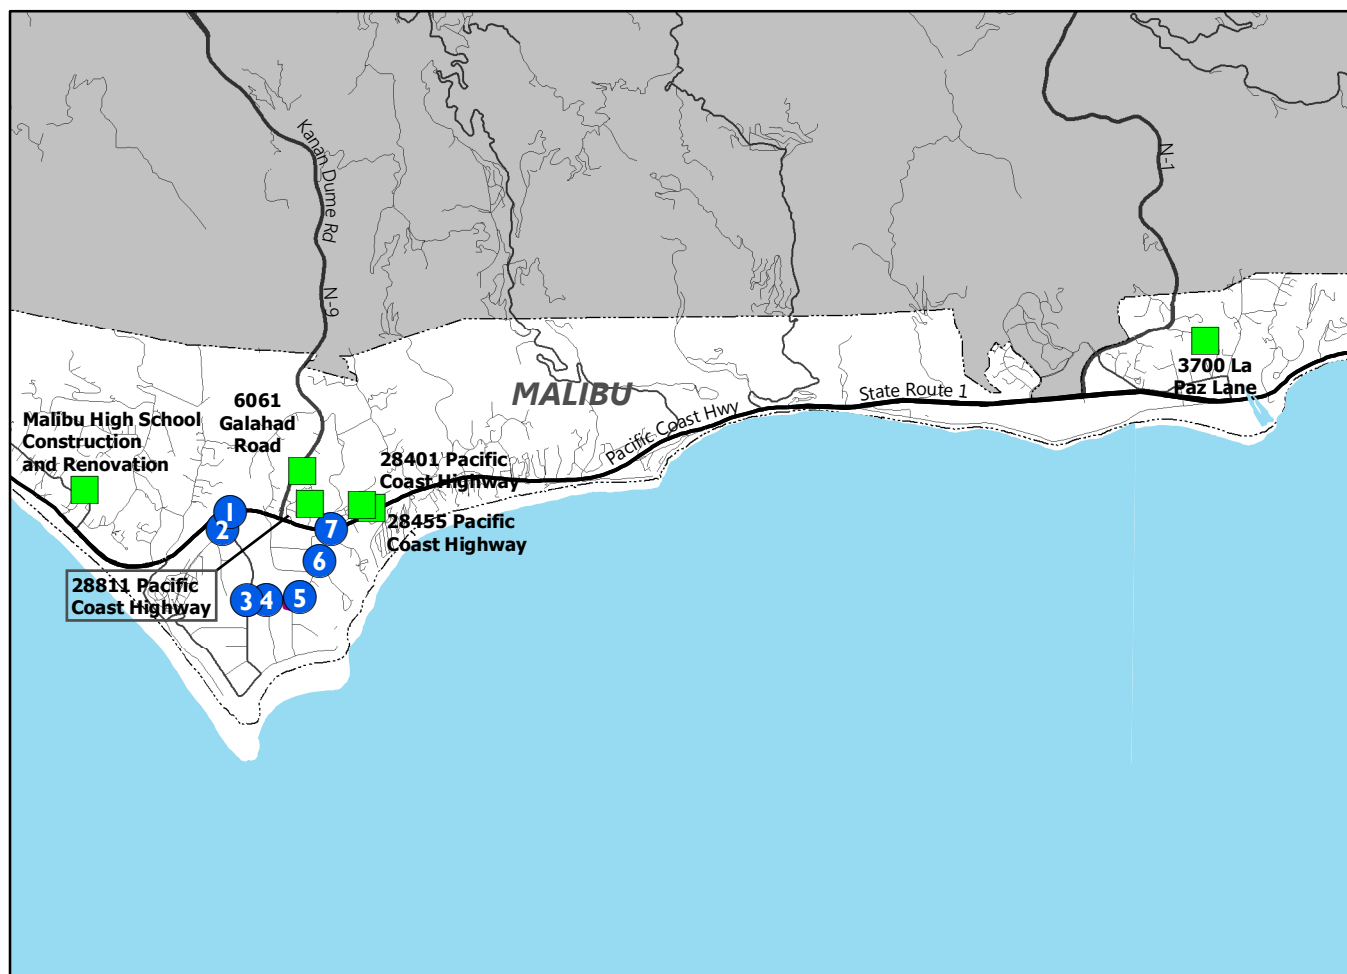 Kanan Dume Rd
N-9
N-1
MALIBU
State Route 1
Pacific Coast Hwy
3700 La
Paz Lane
6061
Galahad
Road
Malibu High School
Construction
and Renovation
28401 Pacific
Coast Highway
28455 Pacific
Coast Highway
28811 Pacific
Coast Highway
1
2
7
6
3
4
5